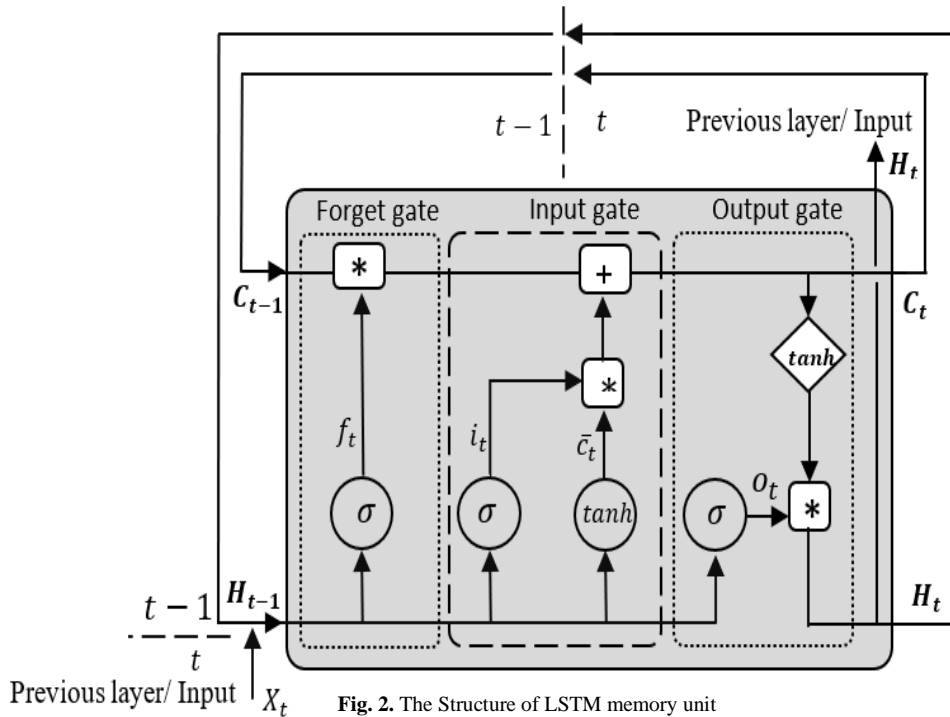 t − 1 t
Previous layer/ Input
H_t
Forget gate Input gate Output gate
* +
C_{t−1} C_t
tanh
*
f_t i_t c̄_t
o_t
σ σ tanh σ *
t − 1 H_{t−1} H_t
t
Previous layer/ Input X_t
Fig. 2. The Structure of LSTM memory unit